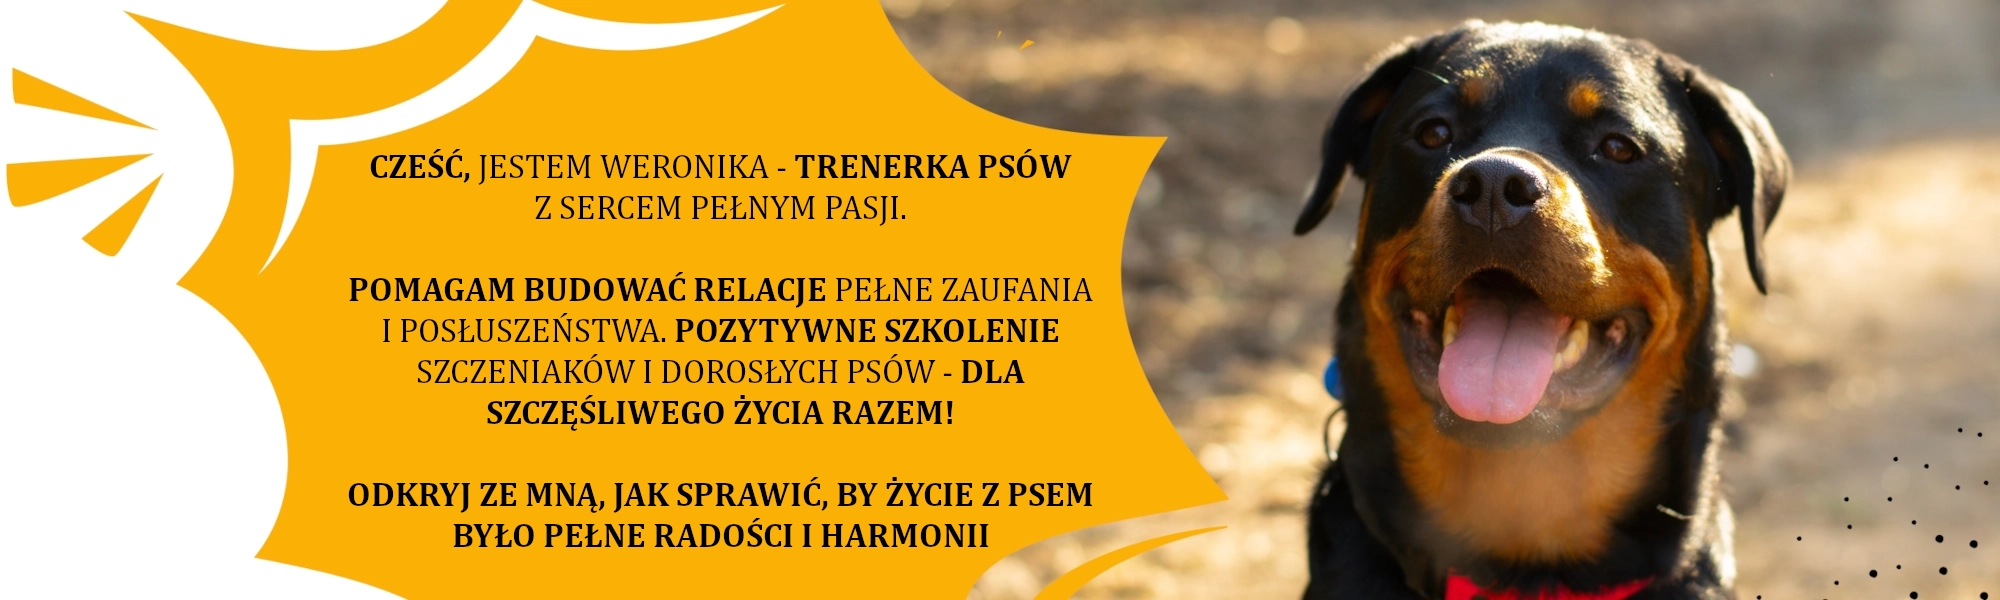 CZEŚĆ, JESTEM WERONIKA - TRENERKA PSÓW
Z SERCEM PEŁNYM PASJI.
POMAGAM BUDOWAĆ RELACJE PEŁNE ZAUFANIA
I POSŁUSZEŃSTWA. POZYTYWNE SZKOLENIE
SZCZENIAKÓW I DOROSŁYCH PSÓW - DLA
SZCZĘŚLIWEGO ŻYCIA RAZEM!
ODKRYJ ZE MNĄ, JAK SPRAWIĆ, BY ŻYCIE Z PSEM
BYŁO PEŁNE RADOŚCI I HARMONII